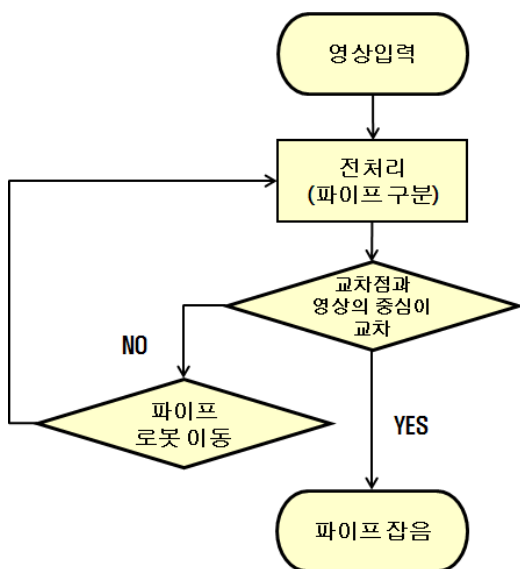 영상입력
전처리
(파이프 구분)
교차점과
영상의 중심이
교차
NO
파이프
로봇 이동
YES
파이프 잡음